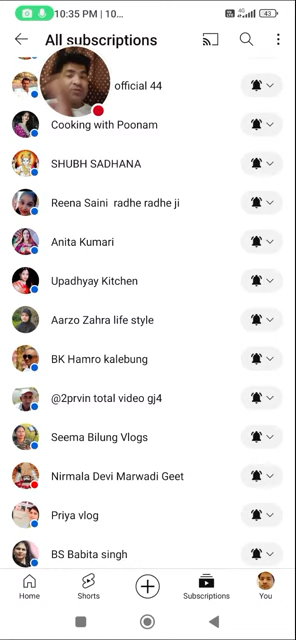 10:35 PM | 10...
4G
43
All subscriptions
official 44
Cooking with Poonam
SHUBH SADHANA
Reena Saini radhe radhe ji
Anita Kumari
Upadhyay Kitchen
Aarzo Zahra life style
BK Hamro kalebung
@2prvin total video gj4
Seema Bilung Vlogs
Nirmala Devi Marwadi Geet
Priya vlog
BS Babita singh
Home
Shorts
Subscriptions
You